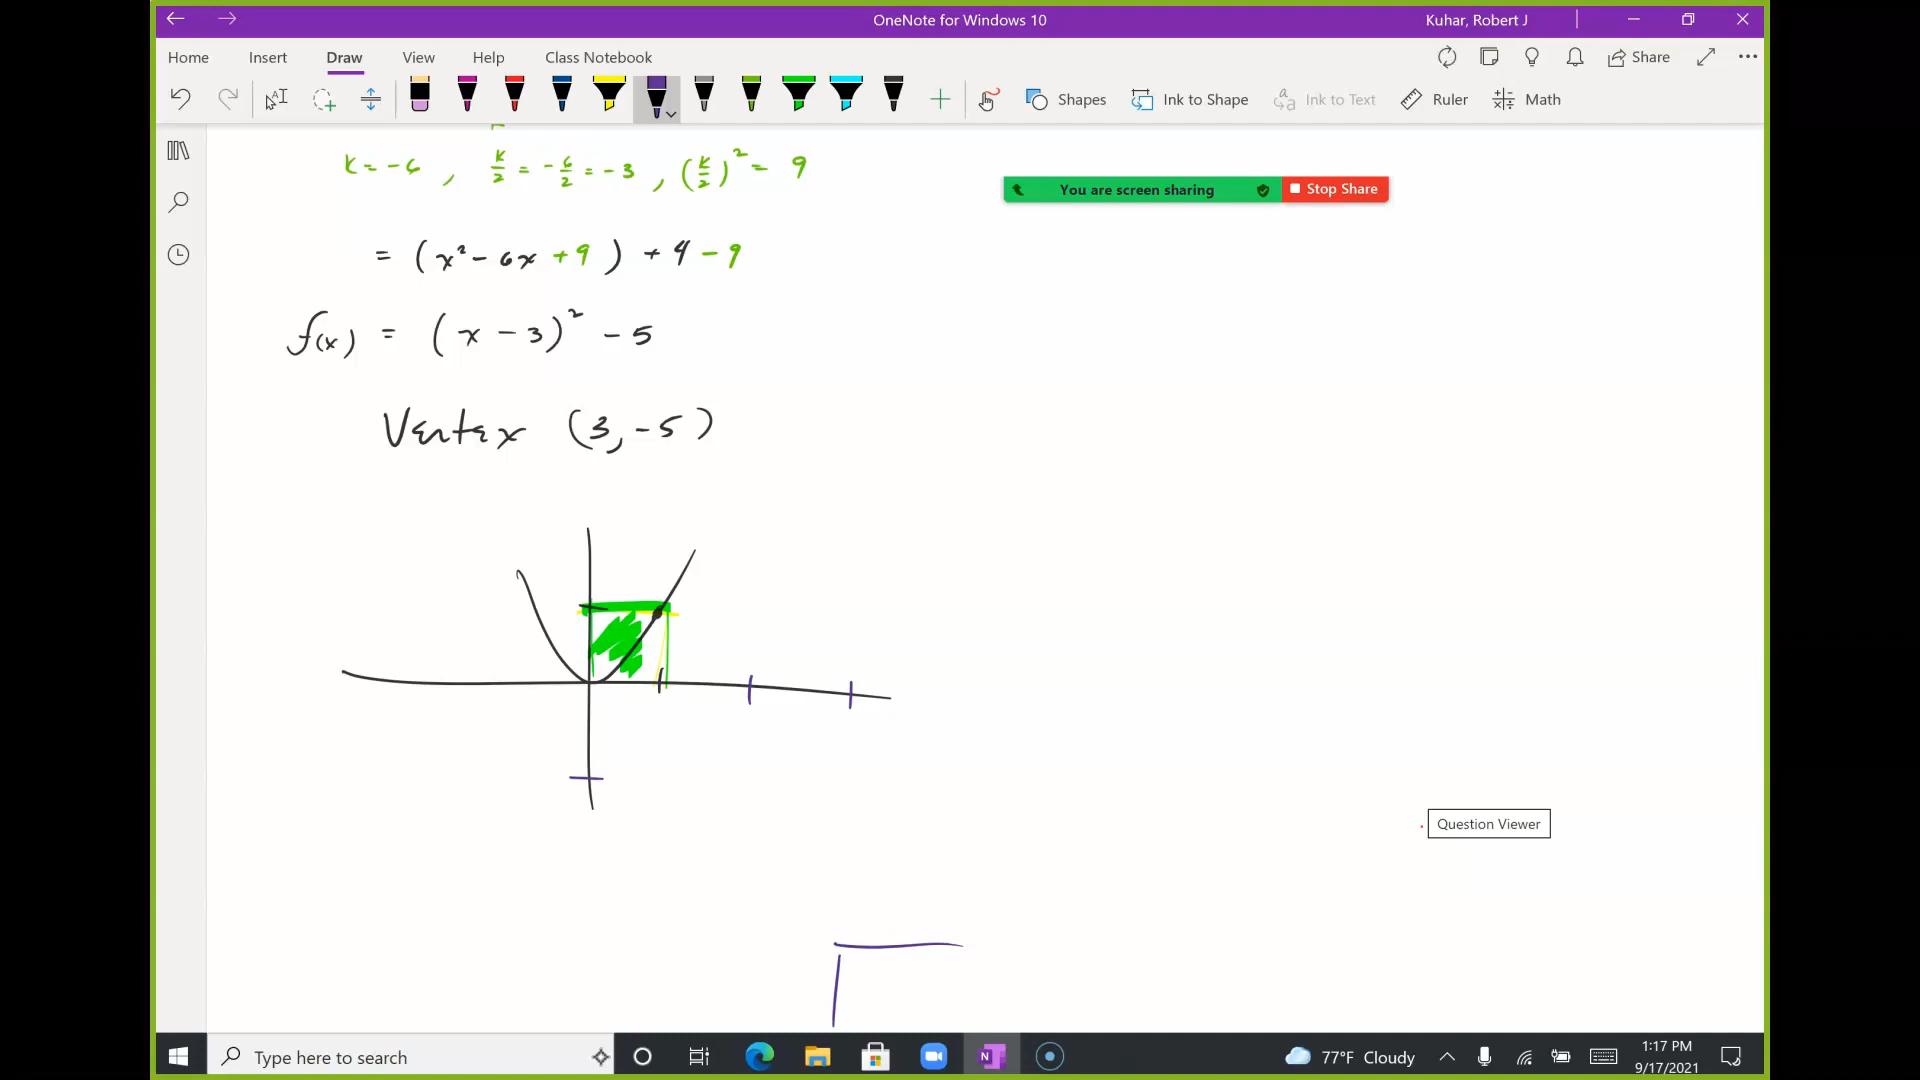 OneNote for Windows 10
Kuhar, Robert J
Home Insert Draw View Help Class Notebook
Share
Shapes Ink to Shape Ink to Text Ruler Math
k = -6 , k/2 = -6/2 = -3 , (k/2)² = 9
You are screen sharing Stop Share
= (x² - 6x + 9 ) + 4 - 9
f(x) = (x - 3)² - 5
Vertex (3, -5)
Question Viewer
Type here to search
77°F Cloudy
1:17 PM
9/17/2021